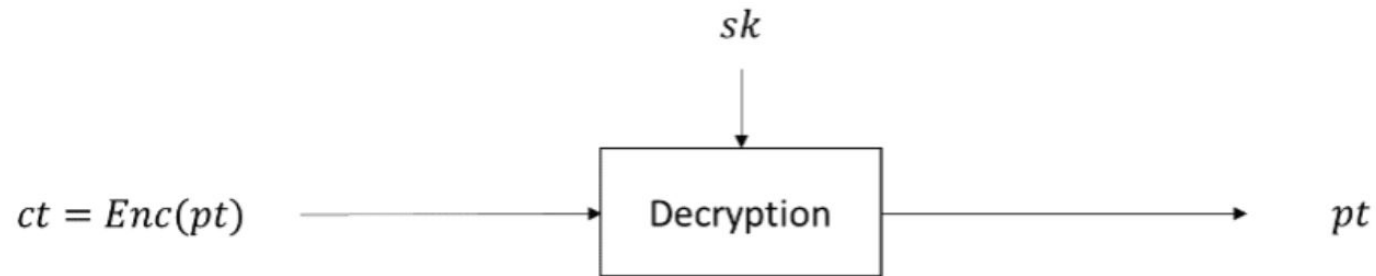 sk
ct = Enc(pt)
Decryption
pt